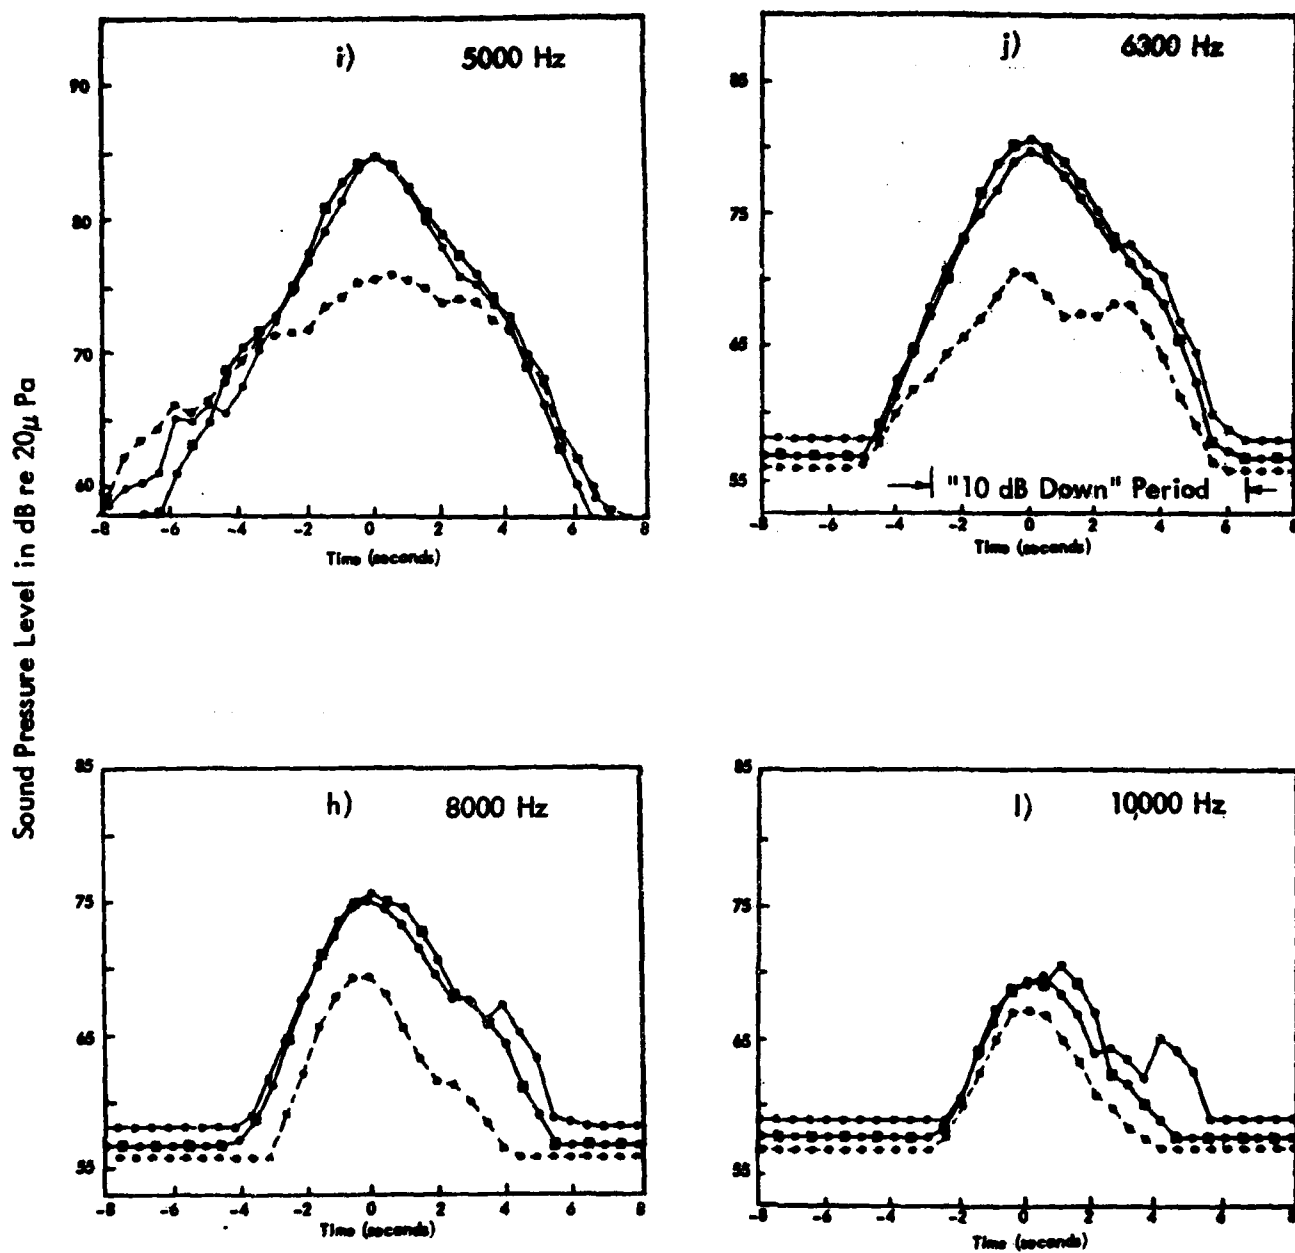 Sound Pressure Level in dB re 20μ Pa
i) 5000 Hz
90
80
70
60
-8 -6 -4 -2 0 2 4 6 8
Time (seconds)
j) 6300 Hz
85
75
65
55
"10 dB Down" Period
-8 -6 -4 -2 0 2 4 6 8
Time (seconds)
h) 8000 Hz
85
75
65
55
-8 -6 -4 -2 0 2 4 6 8
Time (seconds)
l) 10000 Hz
85
75
65
55
-8 -6 -4 -2 0 2 4 6 8
Time (seconds)